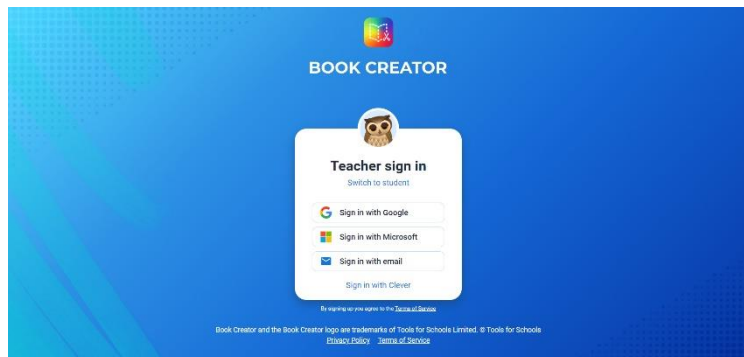 BOOK CREATOR
Teacher sign in
Switch to student
Sign in with Google
Sign in with Microsoft
Sign in with email
Sign in with Clever
By signing up you agree to the Terms of Service
Book Creator and the Book Creator logo are trademarks of Tools for Schools Limited. © Tools for Schools
Privacy Policy Terms of Service